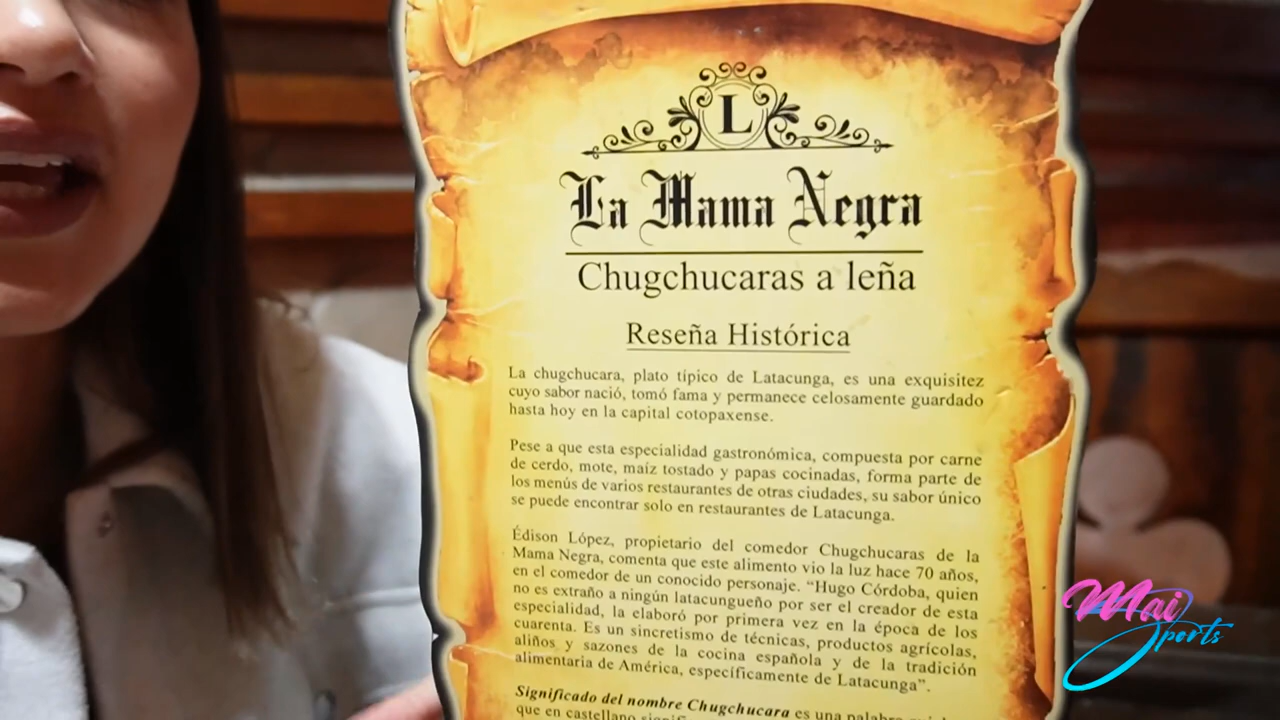 L
La Mama Negra
Chugchucaras a leña
Reseña Histórica
La chugchucara, plato típico de Latacunga, es una exquisitez
cuyo sabor nació, tomó fama y permanece celosamente guardado
hasta hoy en la capital cotopaxense.
Pese a que esta especialidad gastronómica, compuesta por carne
de cerdo, mote, maíz tostado y papas cocinadas, forma parte de
los menús de varios restaurantes de otras ciudades, su sabor único
se puede encontrar solo en restaurantes de Latacunga.
Édison López, propietario del comedor Chugchucaras de la
Mama Negra, comenta que este alimento vio la luz hace 70 años,
en el comedor de un conocido personaje. “Hugo Córdoba, quien
no es extraño a ningún latacungueño por ser el creador de esta
especialidad, la elaboró por primera vez en la época de los
cuarenta. Es un sincretismo de técnicas, productos agrícolas,
aliños y sazones de la cocina española y de la tradición
alimentaria de América, específicamente de Latacunga”.
Significado del nombre Chugchucara es una palabra
que en castellano
Mai
Sports